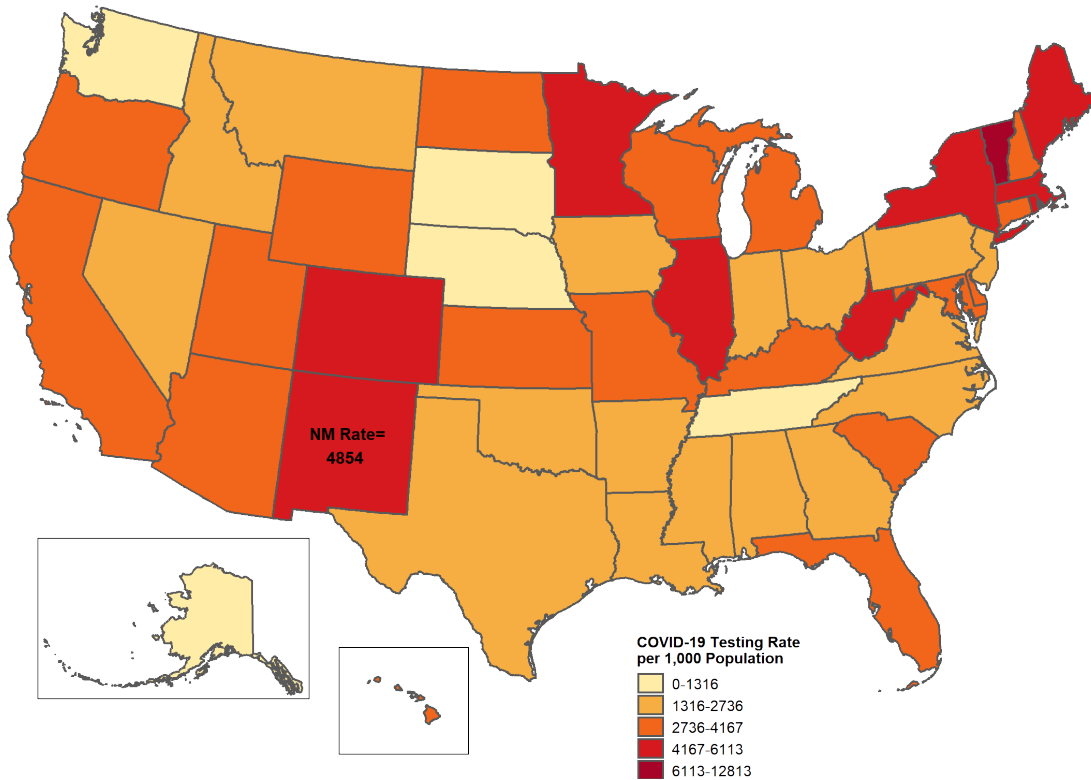 NM Rate=
4854
COVID-19 Testing Rate
per 1,000 Population
0-1316
1316-2736
2736-4167
4167-6113
6113-12813